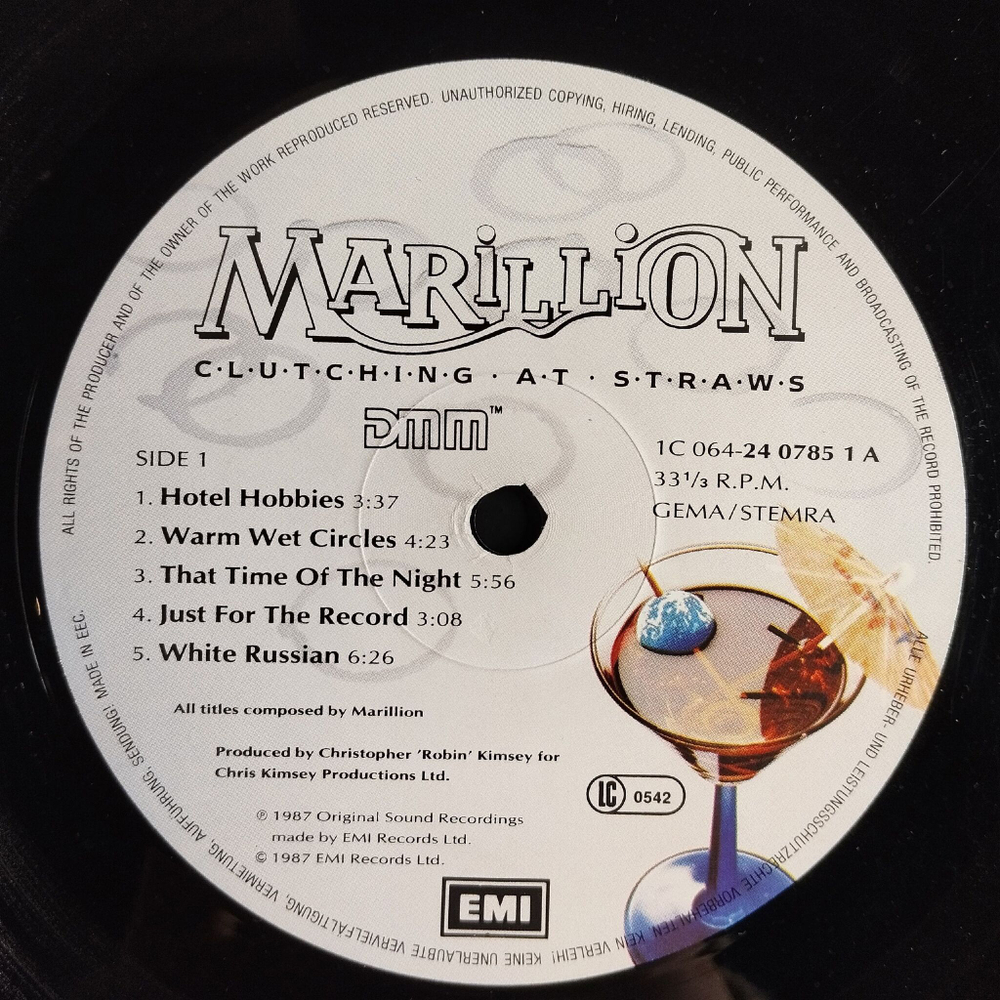 ALL RIGHTS OF THE PRODUCER AND OF THE OWNER OF THE WORK REPRODUCED RESERVED. UNAUTHORIZED COPYING, HIRING, LENDING, PUBLIC PERFORMANCE AND BROADCASTING OF THE RECORD PROHIBITED.
MARiLLiON
C·L·U·T·C·H·I·N·G · A·T · S·T·R·A·W·S
DMM™
SIDE 1
1. Hotel Hobbies 3:37
2. Warm Wet Circles 4:23
3. That Time Of The Night 5:56
4. Just For The Record 3:08
5. White Russian 6:26
1C 064-24 0785 1 A
33⅓ R.P.M.
GEMA/STEMRA
All titles composed by Marillion
Produced by Christopher 'Robin' Kimsey for
Chris Kimsey Productions Ltd.
LC 0542
℗ 1987 Original Sound Recordings
made by EMI Records Ltd.
© 1987 EMI Records Ltd.
EMI
ALLE URHEBER- UND LEISTUNGSSCHUTZRECHTE VORBEHALTEN. KEIN VERLEIH! KEINE UNERLAUBTE VERVIELFÄLTIGUNG, VERMIETUNG, AUFFÜHRUNG, SENDUNG! MADE IN EEC.